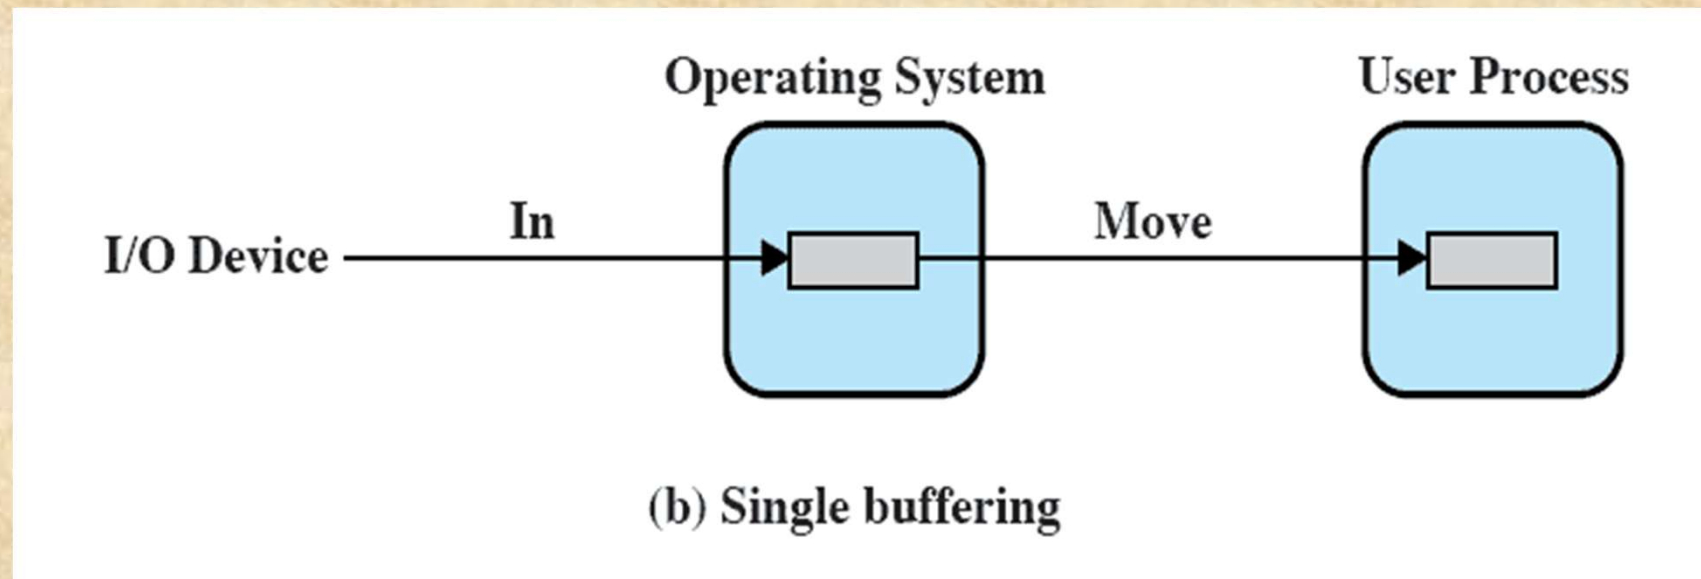 Operating System
User Process
I/O Device
In
Move
(b) Single buffering